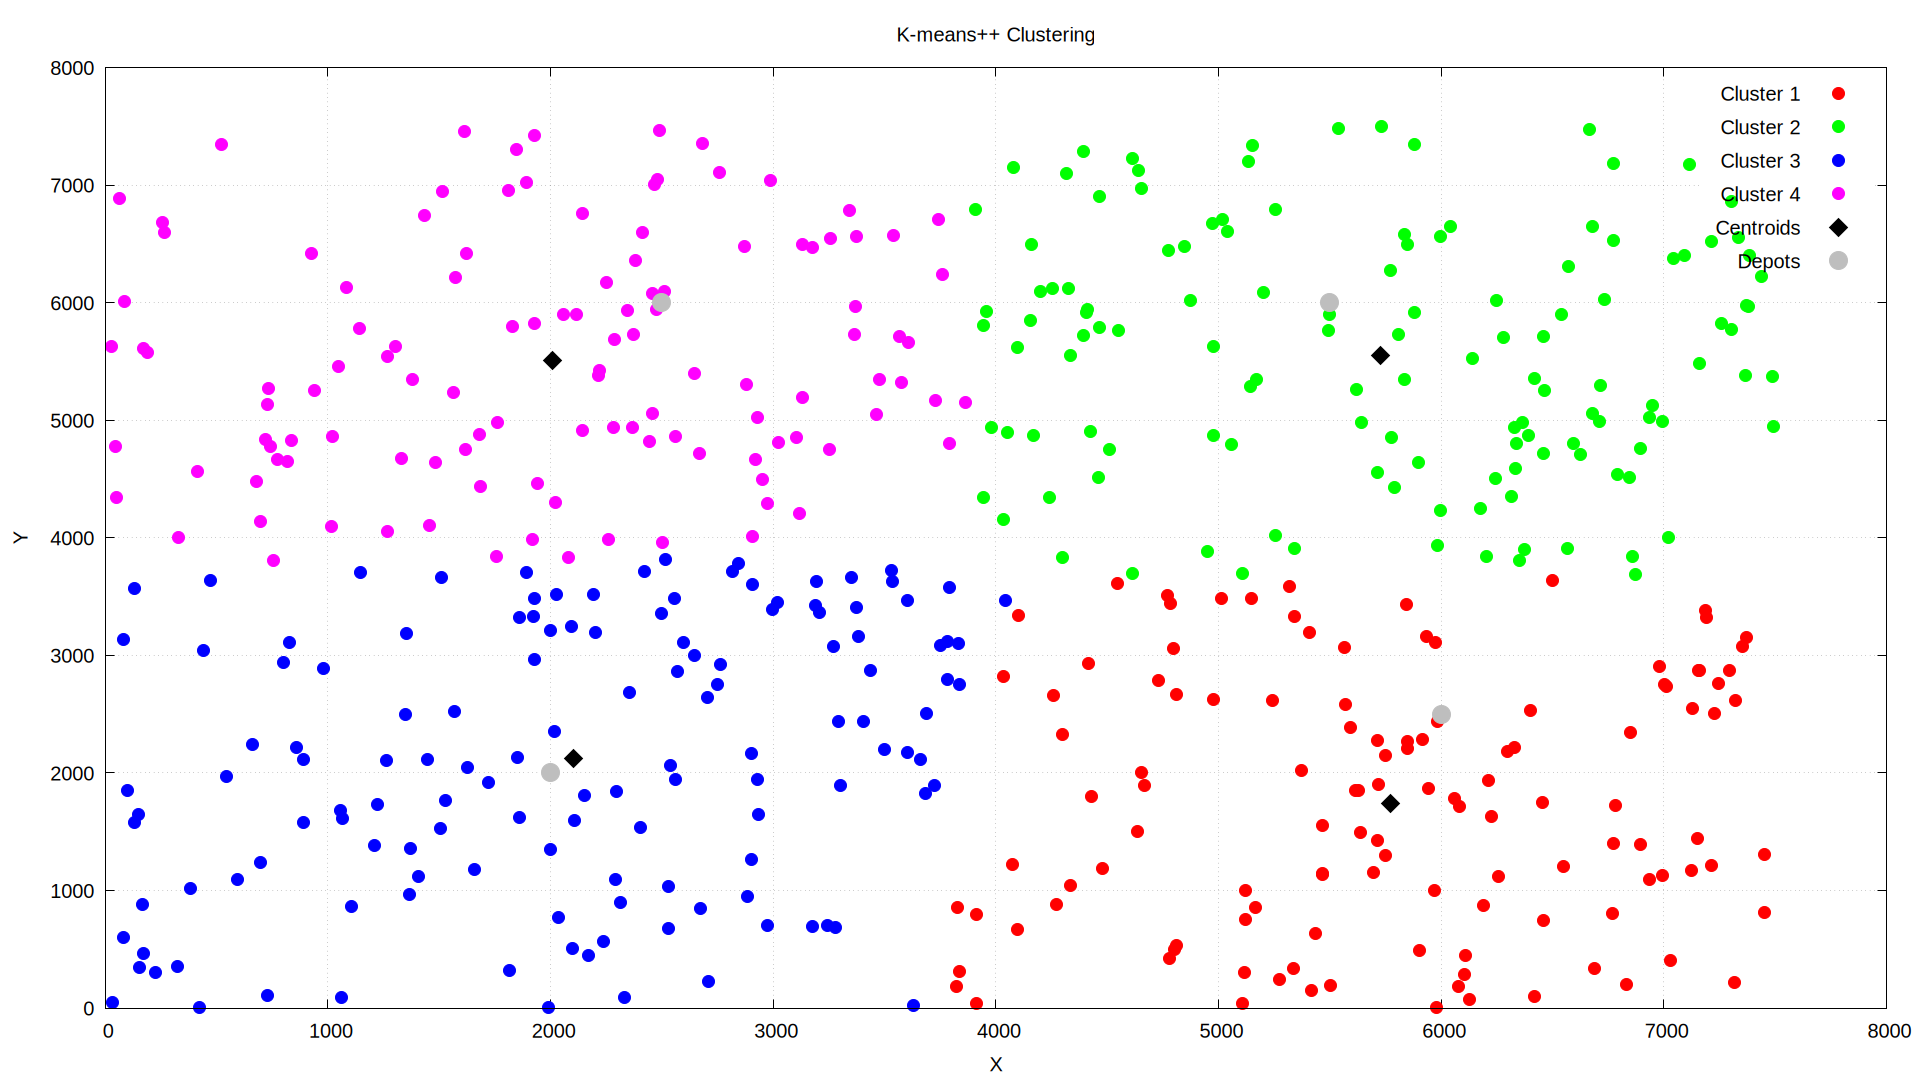 K-means++ Clustering
8000
7000
6000
5000
4000
3000
2000
1000
0
Y
Cluster 1
Cluster 2
Cluster 3
Cluster 4
Centroids
Depots
0 1000 2000 3000 4000 5000 6000 7000 8000
X